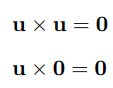 u × u = 0
u × 0 = 0